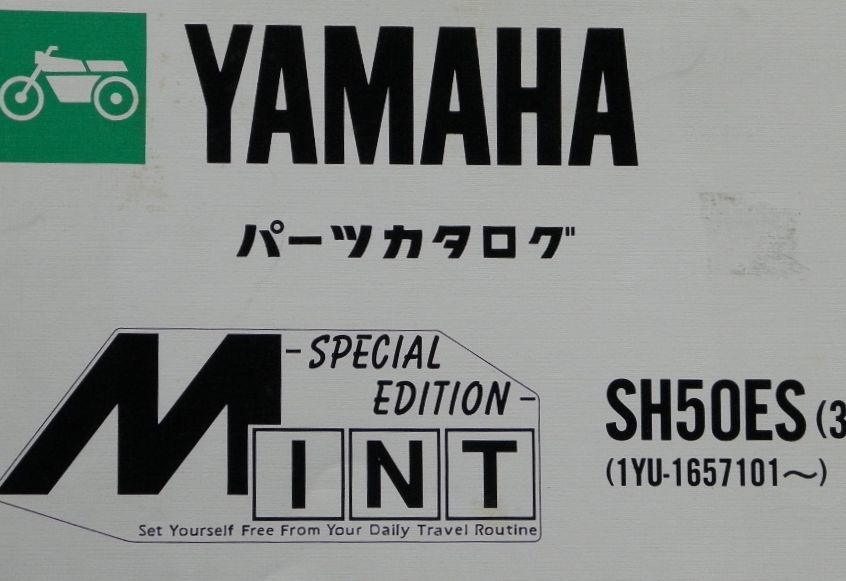 YAMAHA
パーツカタログ
MINT
-SPECIAL
EDITION-
Set Yourself Free From Your Daily Travel Routine
SH50ES (3
(1YU-1657101～)